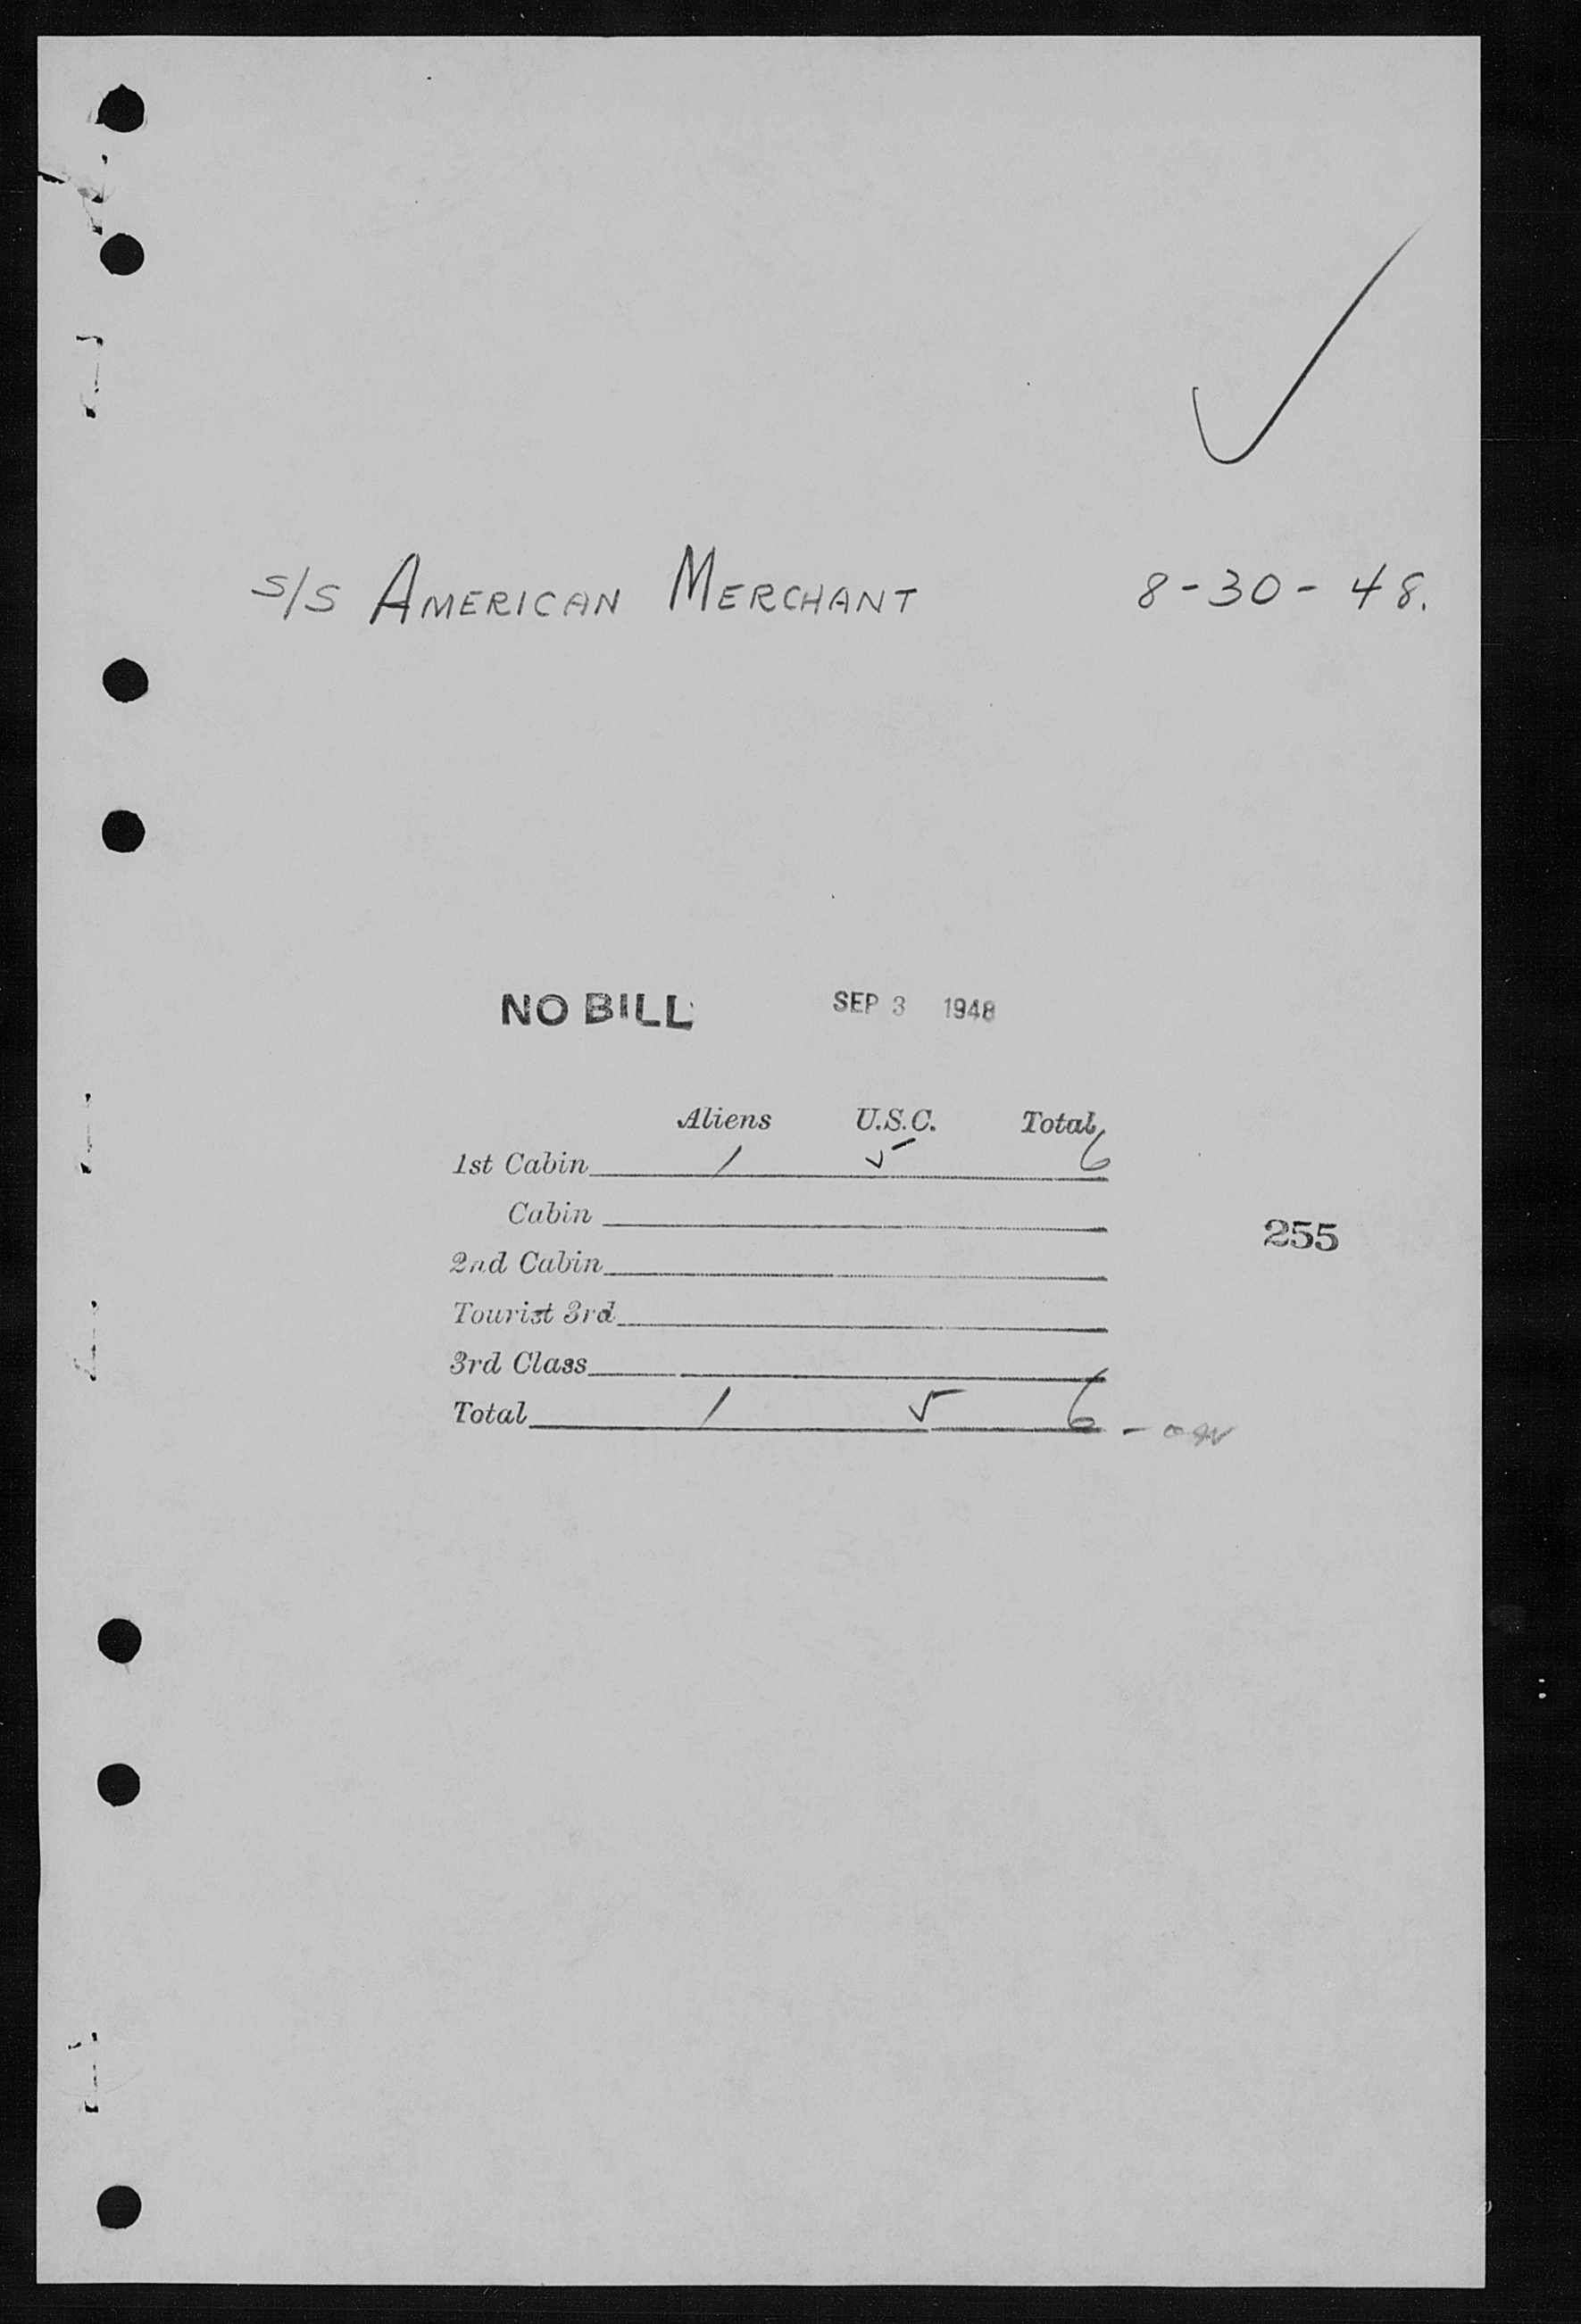 S/S AMERICAN MERCHANT 8-30-48.
NO BILL SEP 3 1948
Aliens U.S.C. Total
1st Cabin 1 5 6
Cabin
255
2nd Cabin
Tourist 3rd
3rd Class
Total 1 5 6 -